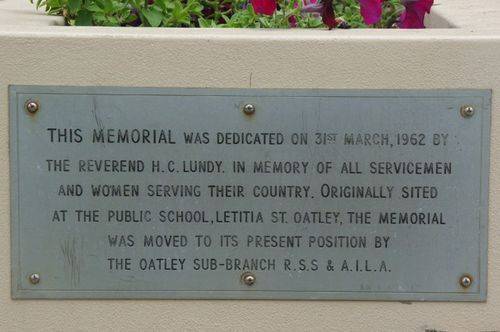 THIS MEMORIAL WAS DEDICATED ON 31ST MARCH, 1962 BY
THE REVEREND H.C. LUNDY. IN MEMORY OF ALL SERVICEMEN
AND WOMEN SERVING THEIR COUNTRY. ORIGINALLY SITED
AT THE PUBLIC SCHOOL, LETITIA ST. OATLEY, THE MEMORIAL
WAS MOVED TO ITS PRESENT POSITION BY
THE OATLEY SUB-BRANCH R.S.S & A.I.L.A.